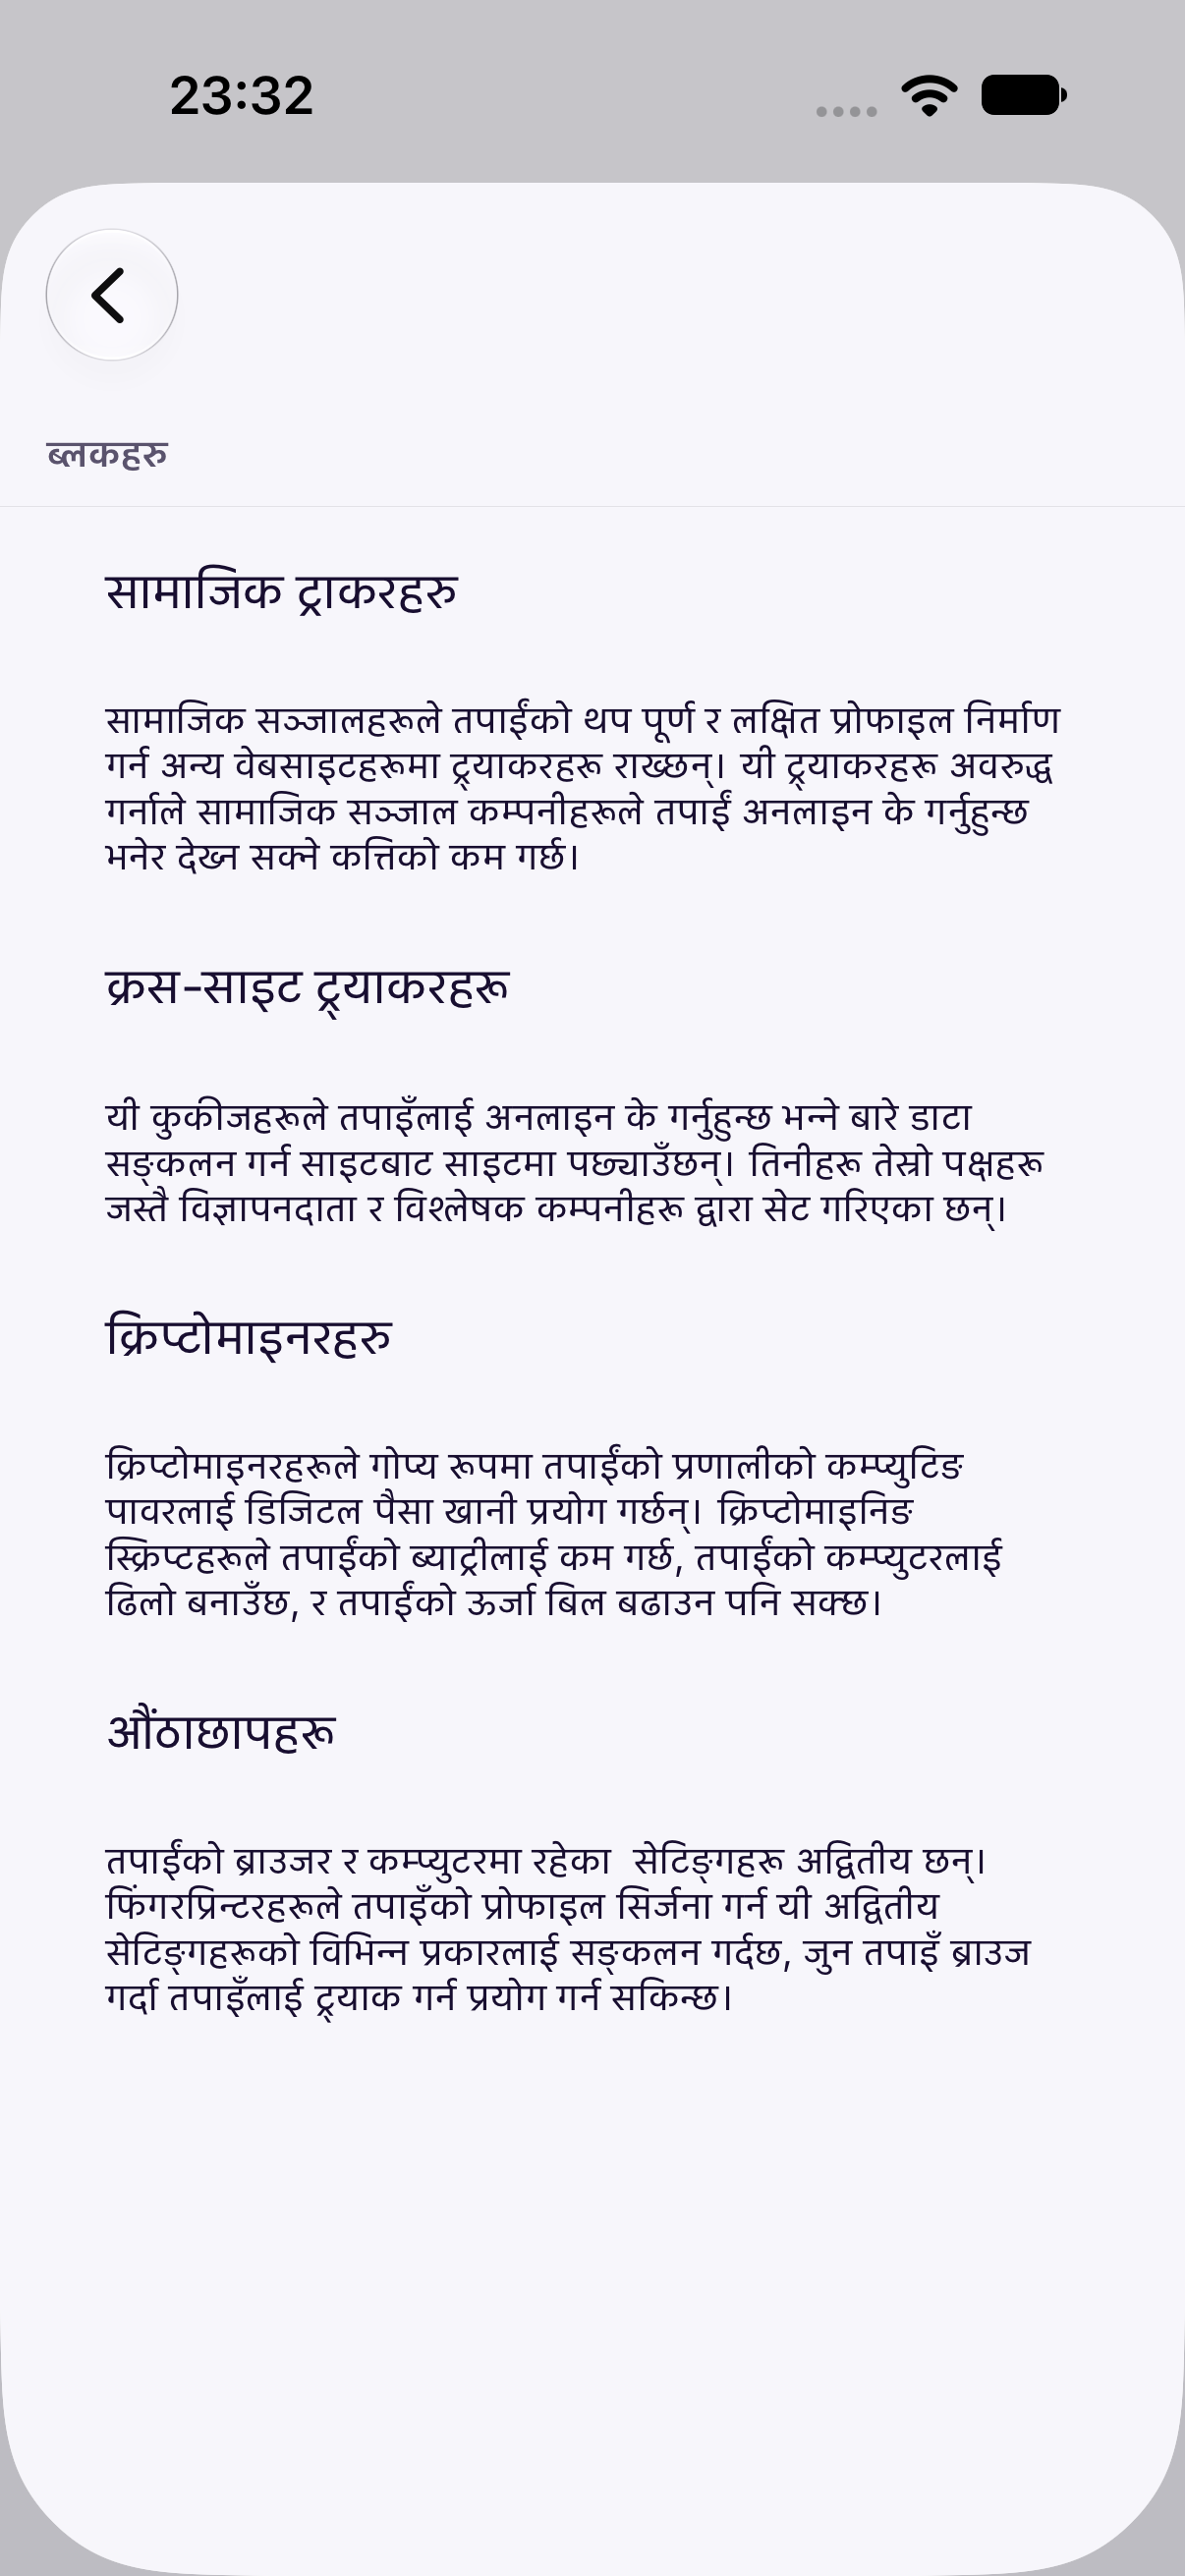 23:32
ब्लकहरु
सामाजिक ट्राकरहरु
सामाजिक सञ्जालहरूले तपाईंको थप पूर्ण र लक्षित प्रोफाइल निर्माण
गर्न अन्य वेबसाइटहरूमा ट्र्याकरहरू राख्छन्। यी ट्र्याकरहरू अवरुद्ध
गर्नाले सामाजिक सञ्जाल कम्पनीहरूले तपाईं अनलाइन के गर्नुहुन्छ
भनेर देख्न सक्ने कत्तिको कम गर्छ।
क्रस-साइट ट्र्याकरहरू
यी कुकीजहरूले तपाइँलाई अनलाइन के गर्नुहुन्छ भन्ने बारे डाटा
सङ्कलन गर्न साइटबाट साइटमा पछ्याउँछन्। तिनीहरू तेस्रो पक्षहरू
जस्तै विज्ञापनदाता र विश्लेषक कम्पनीहरू द्वारा सेट गरिएका छन्।
क्रिप्टोमाइनरहरु
क्रिप्टोमाइनरहरूले गोप्य रूपमा तपाईंको प्रणालीको कम्प्युटिङ
पावरलाई डिजिटल पैसा खानी प्रयोग गर्छन्। क्रिप्टोमाइनिङ
स्क्रिप्टहरूले तपाईंको ब्याट्रीलाई कम गर्छ, तपाईंको कम्प्युटरलाई
ढिलो बनाउँछ, र तपाईंको ऊर्जा बिल बढाउन पनि सक्छ।
औंठाछापहरू
तपाईंको ब्राउजर र कम्प्युटरमा रहेका  सेटिङ्गहरू अद्वितीय छन्।
फिंगरप्रिन्टरहरूले तपाइँको प्रोफाइल सिर्जना गर्न यी अद्वितीय
सेटिङ्गहरूको विभिन्न प्रकारलाई सङ्कलन गर्दछ, जुन तपाइँ ब्राउज
गर्दा तपाइँलाई ट्र्याक गर्न प्रयोग गर्न सकिन्छ।